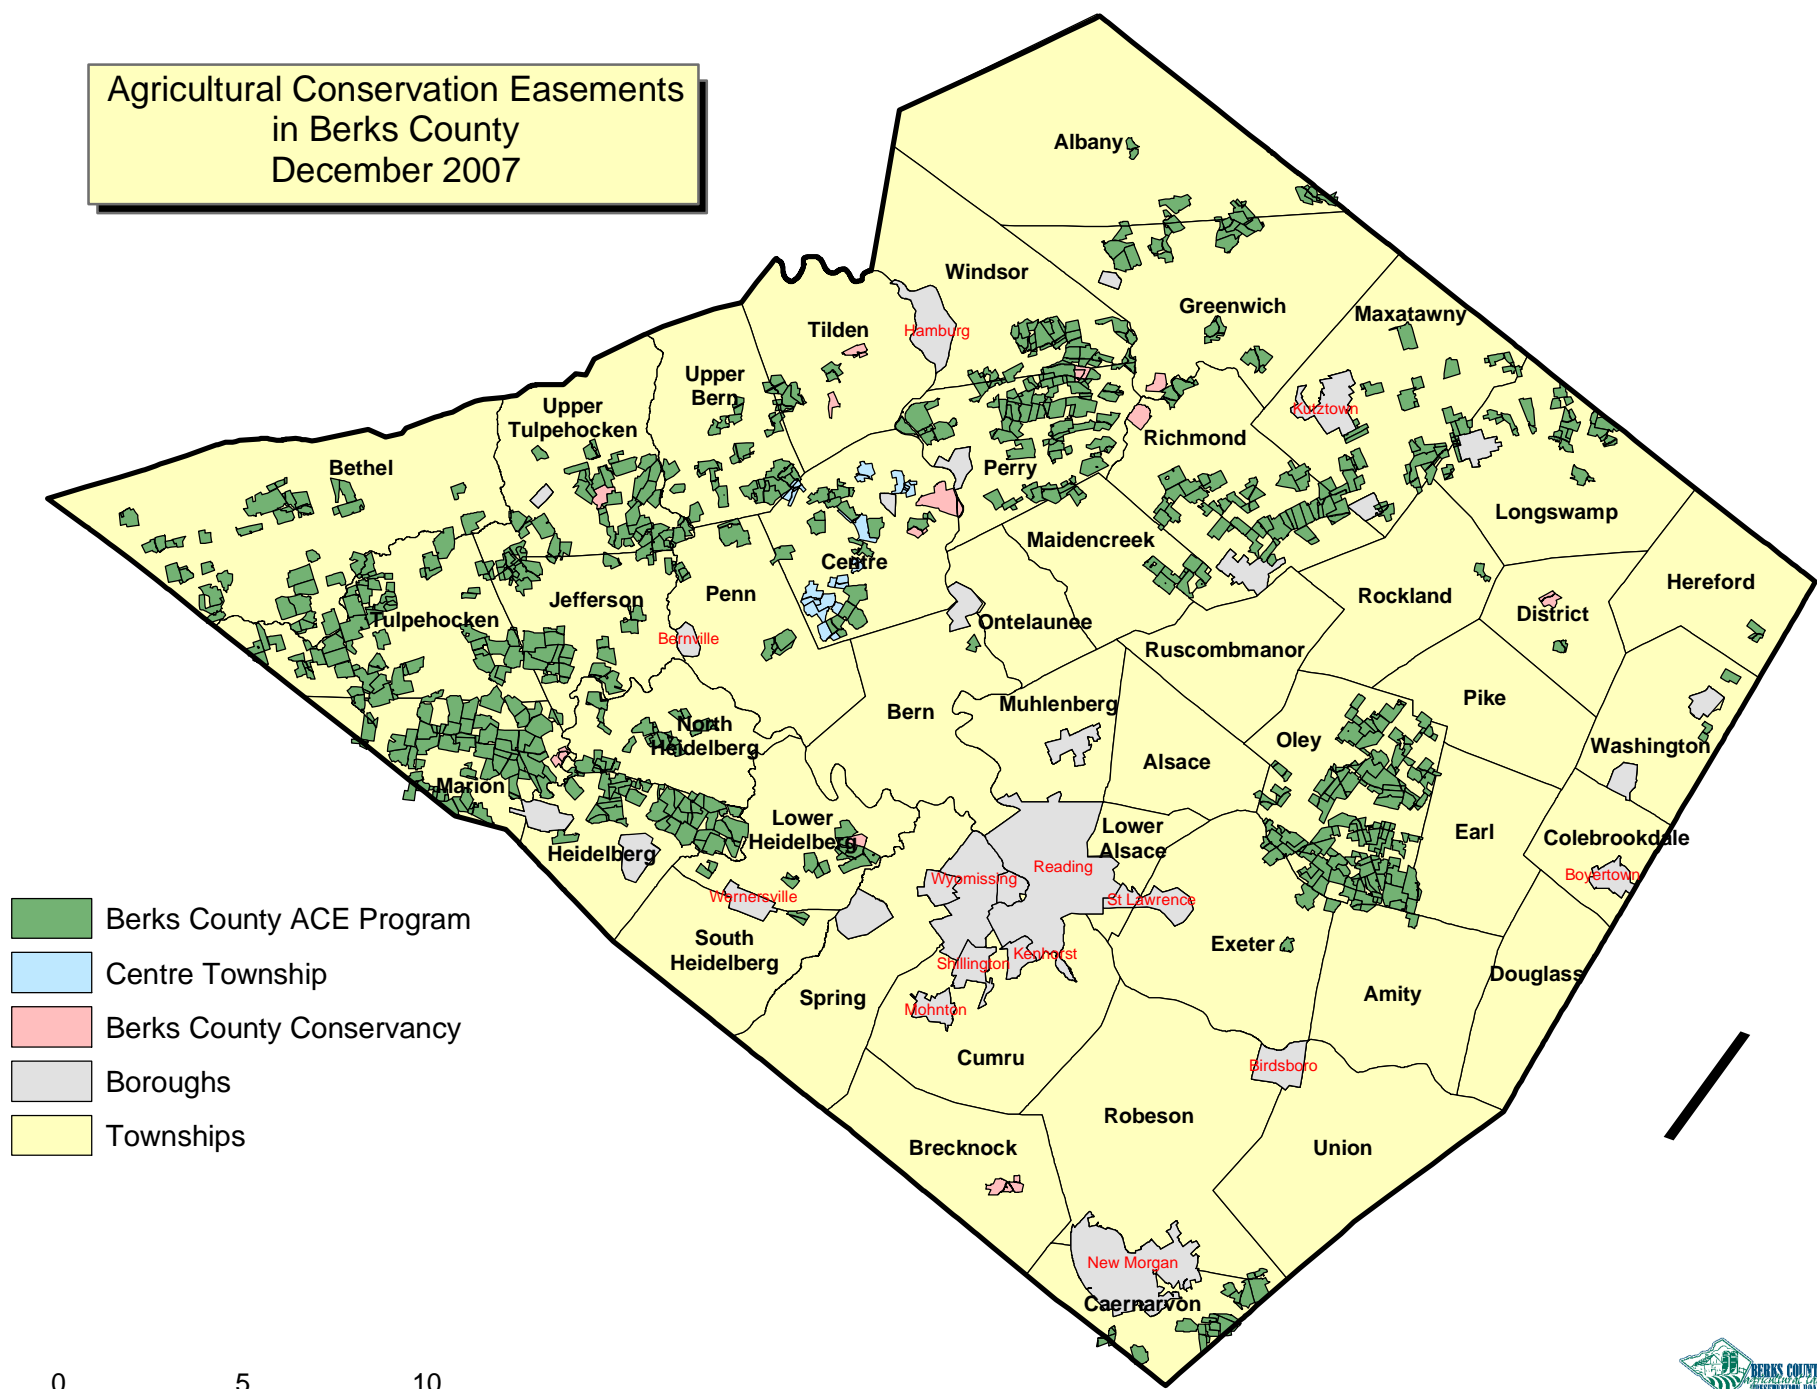 Agricultural Conservation Easements
in Berks County
December 2007
Albany
Windsor
Greenwich
Maxatawny
Tilden
Hamburg
Upper
Bern
Upper
Tulpehocken
Kutztown
Richmond
Bethel
Perry
Longswamp
Maidencreek
Centre
Hereford
Penn
Jefferson
Rockland
District
Tulpehocken
Ontelaunee
Bernville
Ruscombmanor
Pike
Muhlenberg
Bern
North
Heidelberg
Oley
Washington
Alsace
Marion
Lower
Heidelberg
Lower
Alsace
Earl
Colebrookdale
Heidelberg
Reading
Wyomissing
Boyertown
Wernersville
St Lawrence
South
Heidelberg
Exeter
Kenhorst
Shillington
Douglass
Spring
Amity
Mohnton
Cumru
Birdsboro
Robeson
Brecknock
Union
New Morgan
Caernarvon
Berks County ACE Program
Centre Township
Berks County Conservancy
Boroughs
Townships
0 5 10
BERKS COUNT